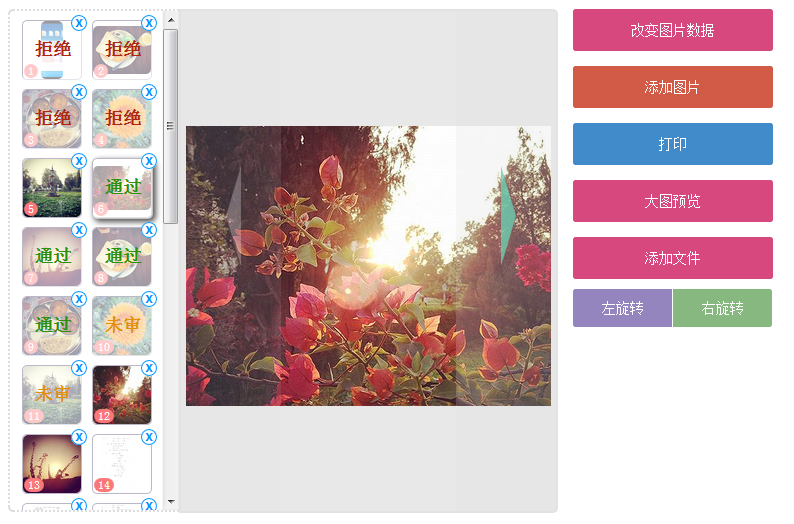 X
X
拒绝
拒绝
1
2
X
X
拒绝
拒绝
3
4
X
X
通过
5
6
X
X
通过
通过
7
8
X
X
通过
未审
9
10
X
X
未审
11
12
X
X
13
14
X
X
改变图片数据
添加图片
打印
大图预览
添加文件
左旋转
右旋转